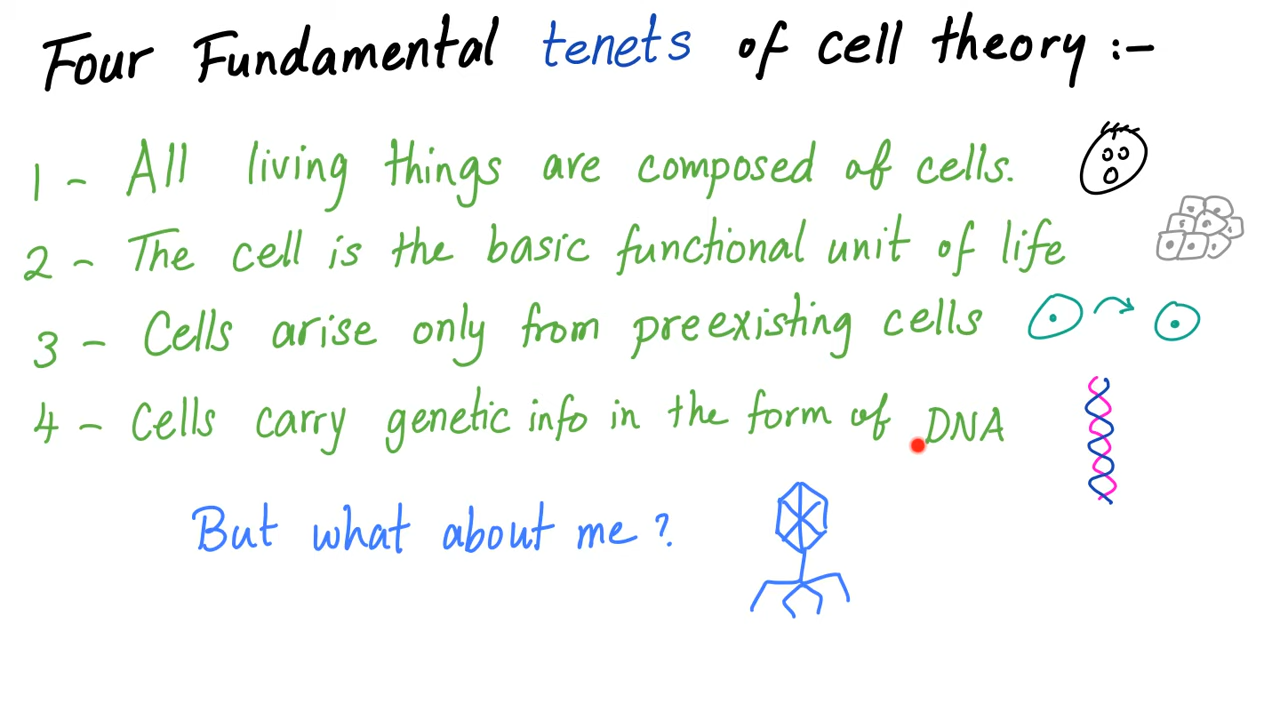 Four Fundamental tenets of cell theory :-
1 - All living things are composed of cells.
2 - The cell is the basic functional unit of life
3 - Cells arise only from preexisting cells
4 - Cells carry genetic info in the form of DNA
But what about me ?